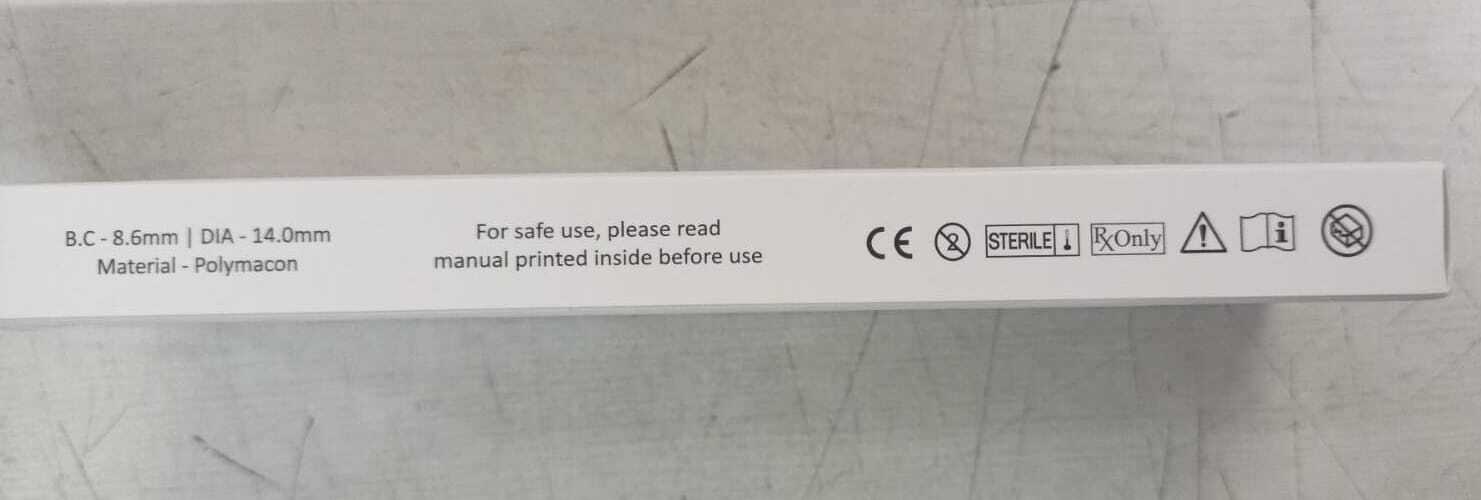 B.C - 8.6mm | DIA - 14.0mm
Material - Polymacon
For safe use, please read
manual printed inside before use
CE
2
STERILE
RxOnly
!
i